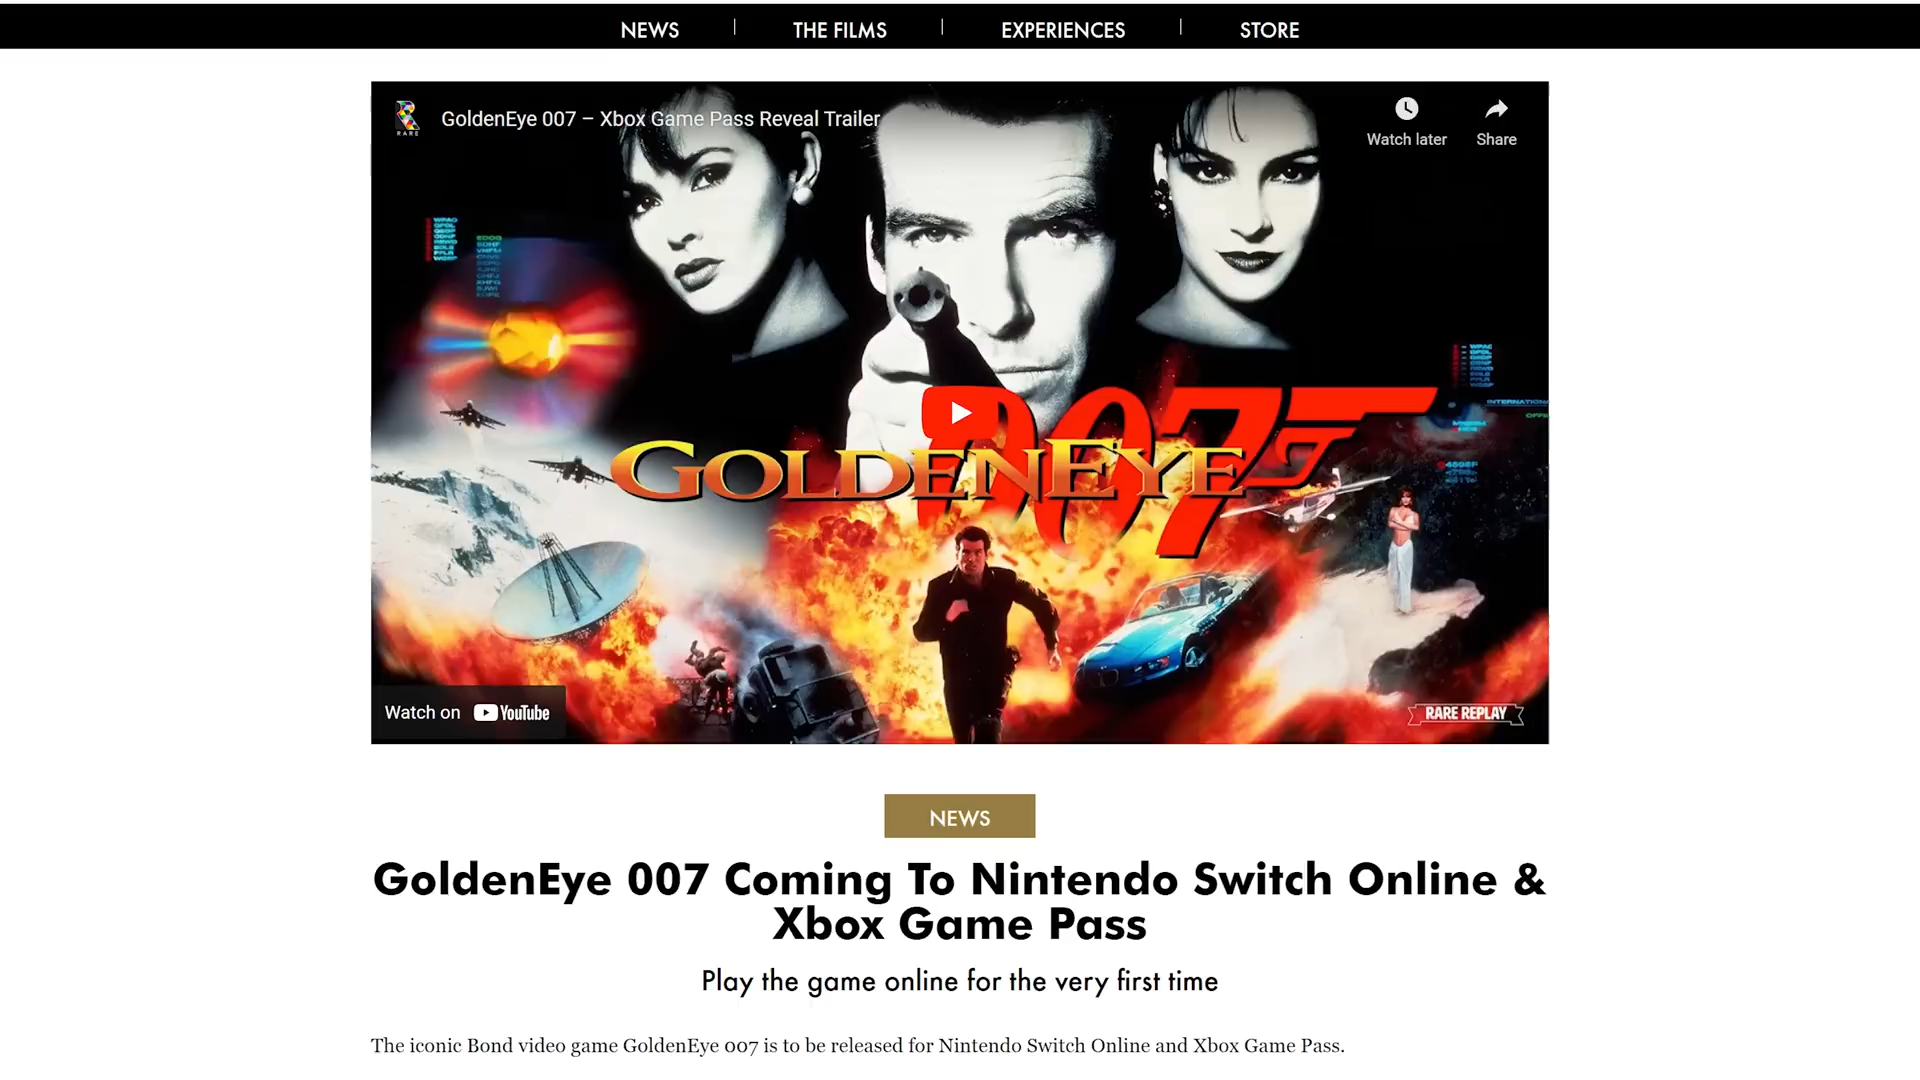 NEWS
THE FILMS
EXPERIENCES
STORE
RARE
GoldenEye 007 – Xbox Game Pass Reveal Trailer
Watch later
Share
INTERNATIONA
007
GOLDENEYE
Watch on YouTube
RARE REPLAY
NEWS
GoldenEye 007 Coming To Nintendo Switch Online &
Xbox Game Pass
Play the game online for the very first time
The iconic Bond video game GoldenEye 007 is to be released for Nintendo Switch Online and Xbox Game Pass.